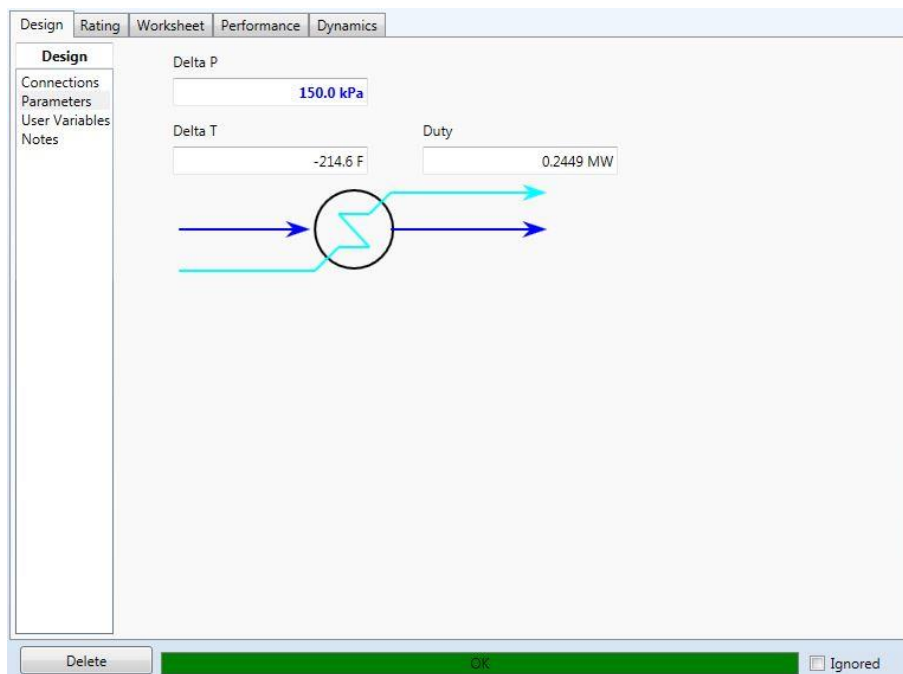 Design Rating Worksheet Performance Dynamics
Design
Connections
Parameters
User Variables
Notes
Delta P
150.0 kPa
Delta T Duty
-214.6 F 0.2449 MW
Delete OK Ignored